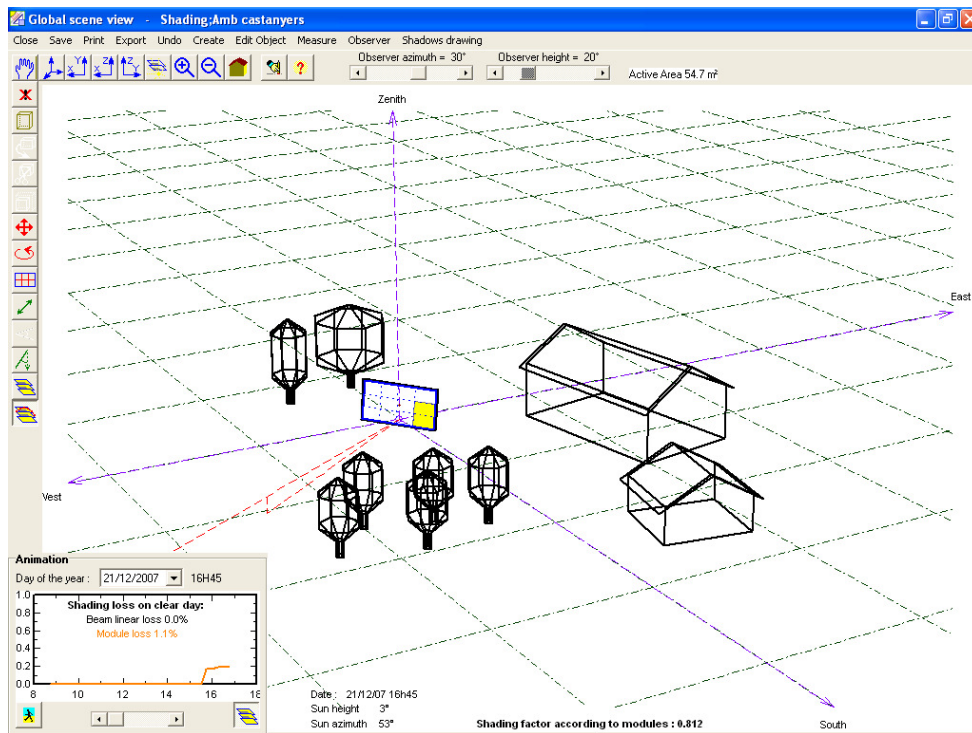 Global scene view - Shading;Amb castanyers
Close Save Print Export Undo Create Edit Object Measure Observer Shadows drawing
Observer azimuth = 30° Observer height = 20°
Active Area 54.7 m²
Zenith
East
Vest
Animation
Day of the year : 21/12/2007 16H45
Shading loss on clear day:
Beam linear loss 0.0%
Module loss 1.1%
1.0
0.8
0.6
0.4
0.2
0.0
8 10 12 14 16 18
Date : 21/12/07 16h45
Sun height 3°
Sun azimuth 53°
Shading factor according to modules : 0.812
South